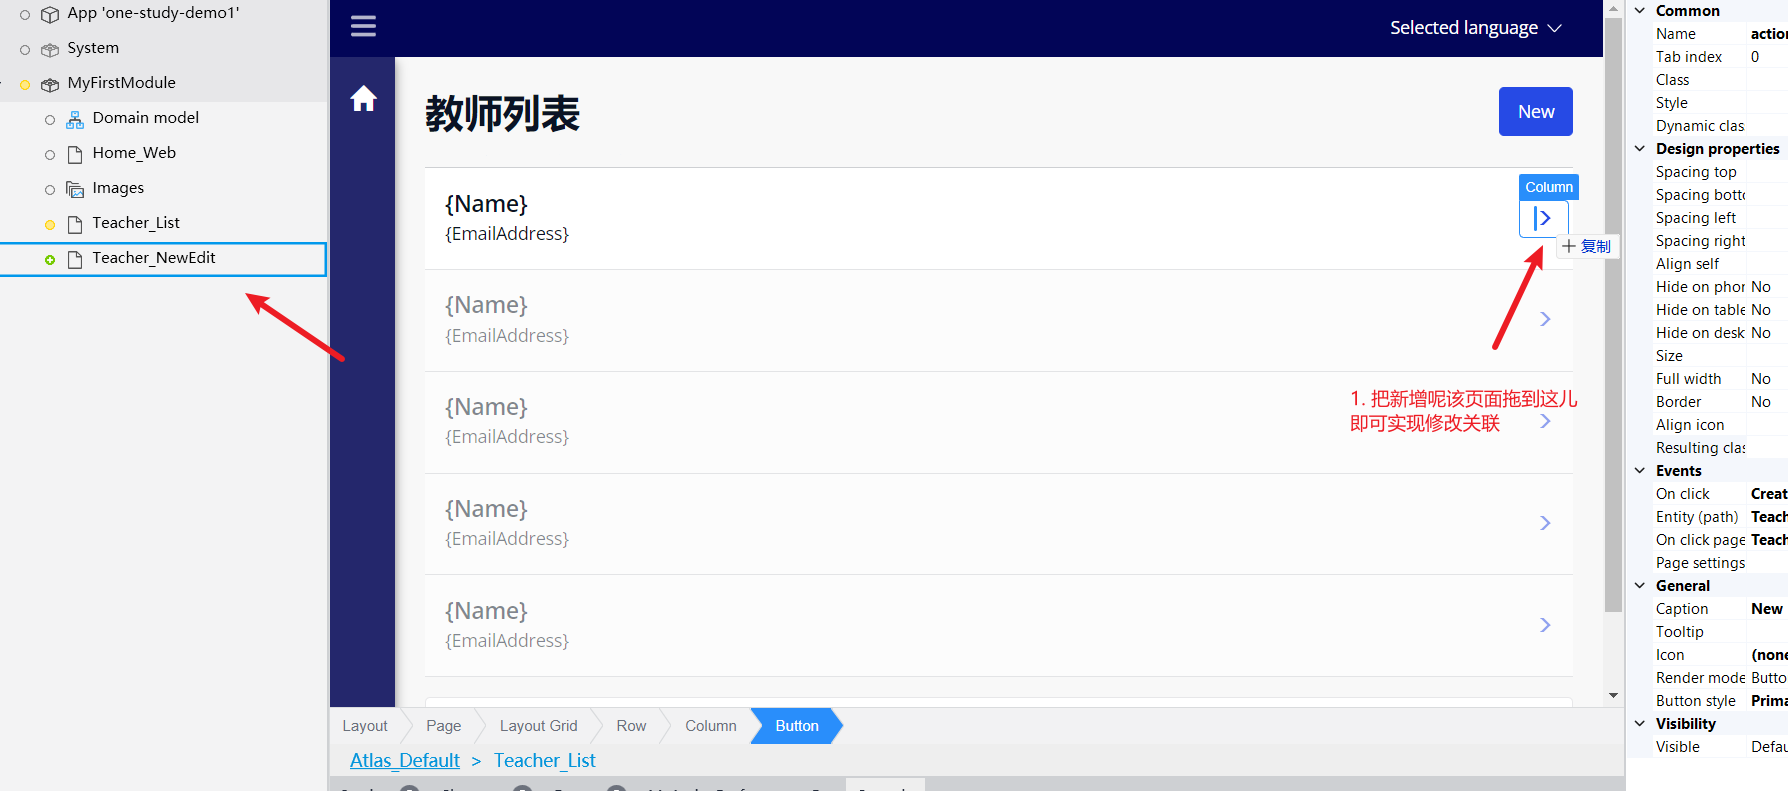 App 'one-study-demo1'
System
MyFirstModule
Domain model
Home_Web
Images
Teacher_List
Teacher_NewEdit
Selected language
教师列表
New
{Name}
{EmailAddress}
Column
复制
{Name}
{EmailAddress}
{Name}
{EmailAddress}
1. 把新增呢该页面拖到这儿
即可实现修改关联
{Name}
{EmailAddress}
{Name}
{EmailAddress}
Layout
Page
Layout Grid
Row
Column
Button
Atlas_Default > Teacher_List
Common
Name action
Tab index 0
Class
Style
Dynamic clas
Design properties
Spacing top
Spacing botto
Spacing left
Spacing right
Align self
Hide on phor No
Hide on table No
Hide on desk No
Size
Full width No
Border No
Align icon
Resulting clas
Events
On click Creat
Entity (path) Teach
On click page Teach
Page settings
General
Caption New
Tooltip
Icon (none
Render mode Butto
Button style Prima
Visibility
Visible Defau